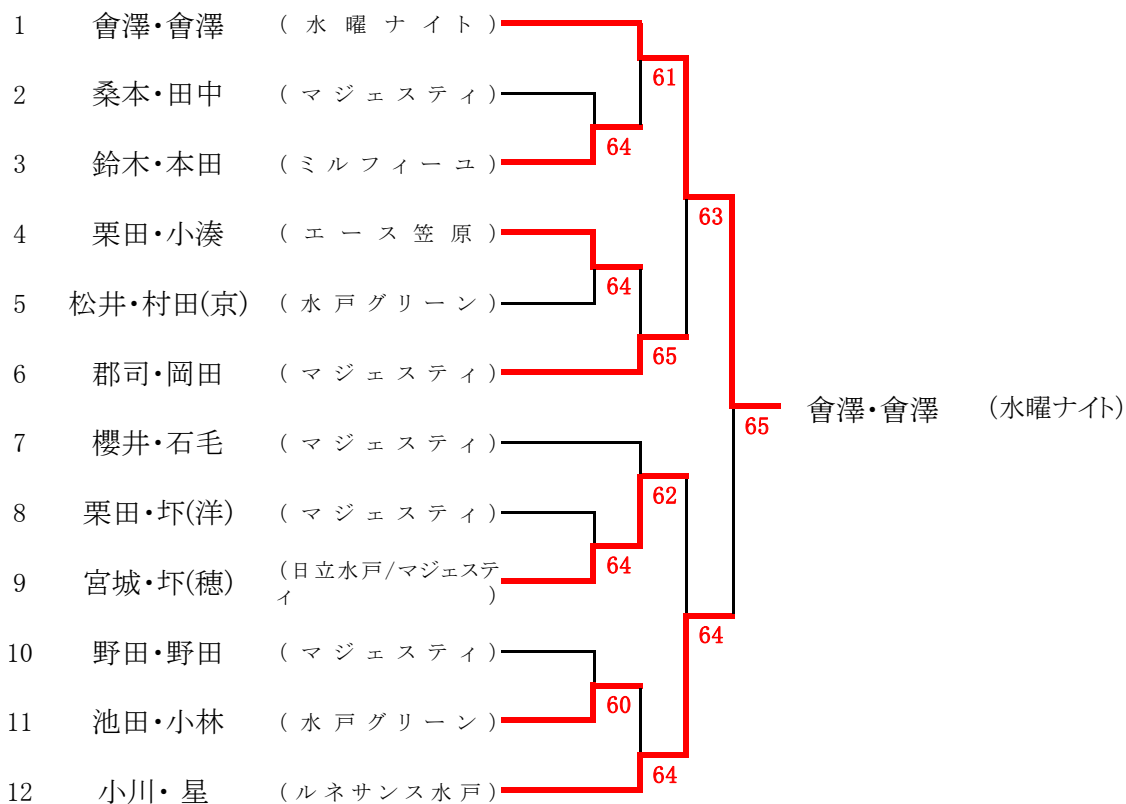 1 會澤・會澤 (水曜ナイト)
61
2 桑本・田中 (マジェスティ)
64
3 鈴木・本田 (ミルフィーユ)
63
4 栗田・小湊 (エース笠原)
64
5 松井・村田(京) (水戸グリーン)
65
6 郡司・岡田 (マジェスティ)
65 會澤・會澤 (水曜ナイト)
7 櫻井・石毛 (マジェスティ)
62
8 栗田・圷(洋) (マジェスティ)
64
9 宮城・圷(穂) (日立水戸/マジェステ
ィ)
64
10 野田・野田 (マジェスティ)
60
11 池田・小林 (水戸グリーン)
64
12 小川・星 (ルネサンス水戸)